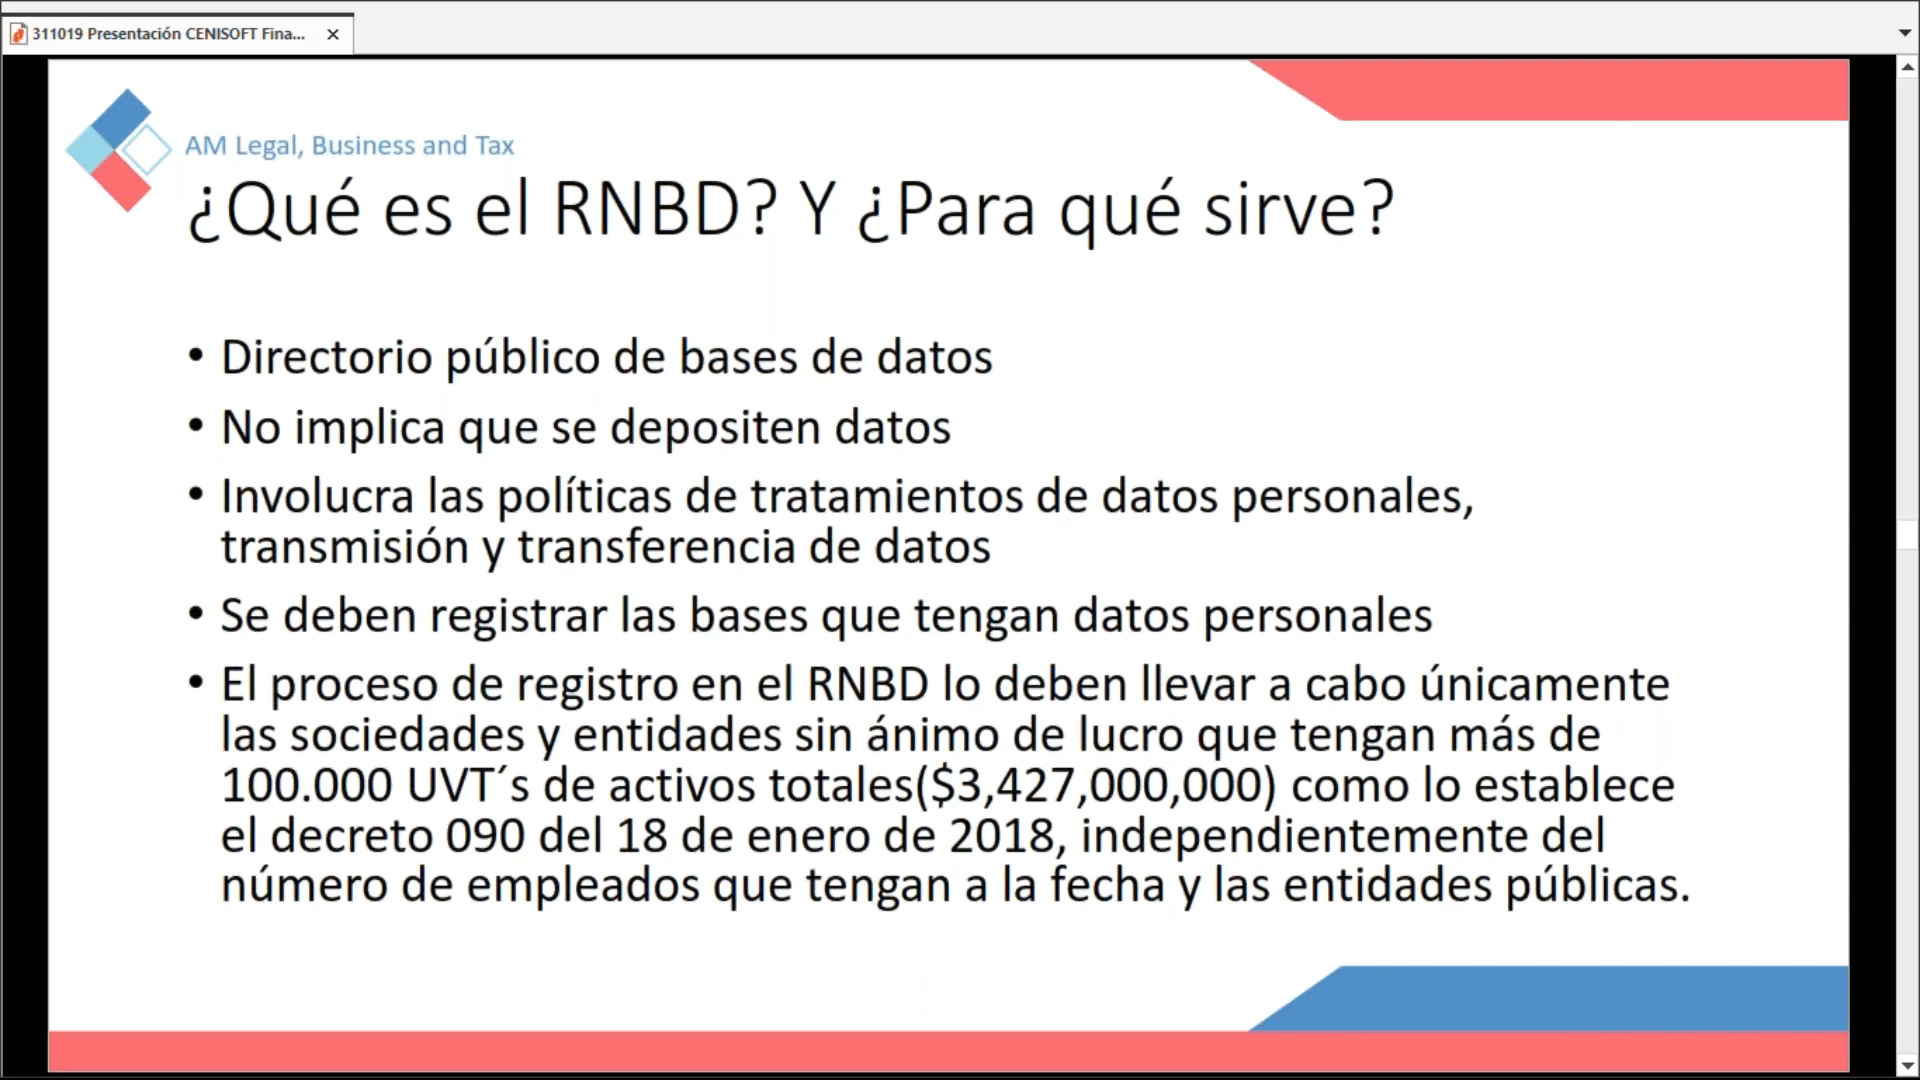 311019 Presentación CENISOFT Fina...
AM Legal, Business and Tax
¿Qué es el RNBD? Y ¿Para qué sirve?
• Directorio público de bases de datos
• No implica que se depositen datos
• Involucra las políticas de tratamientos de datos personales,
transmisión y transferencia de datos
• Se deben registrar las bases que tengan datos personales
• El proceso de registro en el RNBD lo deben llevar a cabo únicamente
las sociedades y entidades sin ánimo de lucro que tengan más de
100.000 UVT´s de activos totales($3,427,000,000) como lo establece
el decreto 090 del 18 de enero de 2018, independientemente del
número de empleados que tengan a la fecha y las entidades públicas.